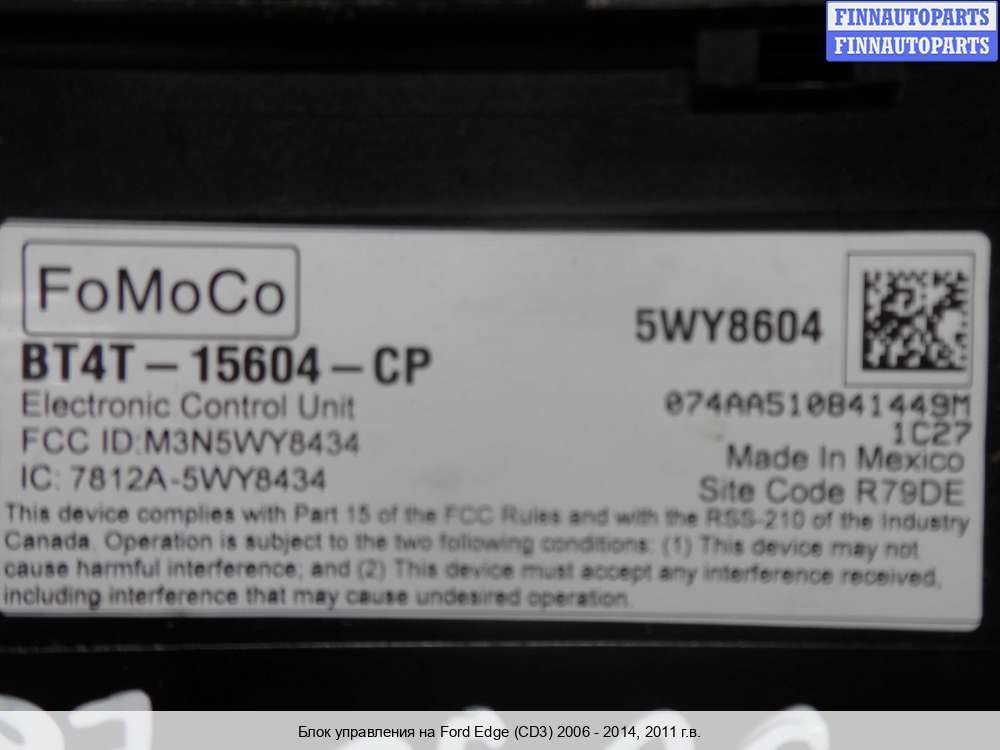 FINNAUTOPARTS
FINNAUTOPARTS
FoMoCo
BT4T-15604-CP
5WY8604
Electronic Control Unit
074AA510841449M
FCC ID:M3N5WY8434
1C27
IC: 7812A-5WY8434
Made In Mexico
Site Code R79DE
This device complies with Part 15 of the FCC Rules and with the RSS-210 of the Industry
Canada. Operation is subject to the two following conditions: (1) This device may not
cause harmful interference; and (2) This device must accept any interference received,
including interference that may cause undesired operation.
Блок управления на Ford Edge (CD3) 2006 - 2014, 2011 г.в.